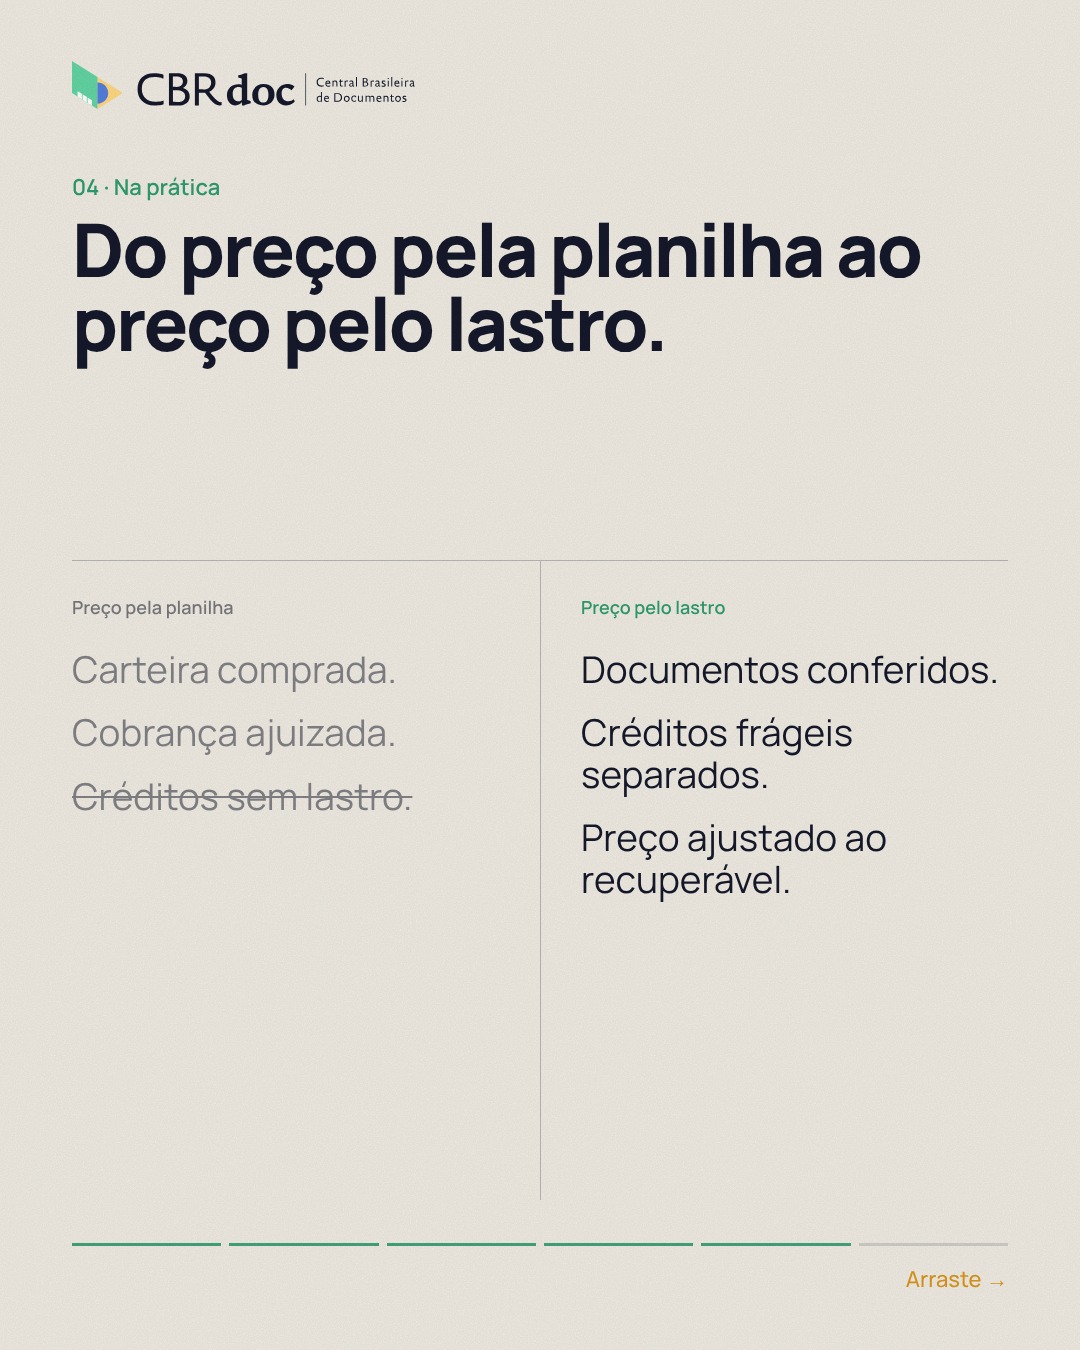 CBRdoc
Central Brasileira
de Documentos
04 · Na prática
Do preço pela planilha ao
preço pelo lastro.
Preço pela planilha
Carteira comprada.
Cobrança ajuizada.
Créditos sem lastro.
Preço pelo lastro
Documentos conferidos.
Créditos frágeis
separados.
Preço ajustado ao
recuperável.
Arraste →